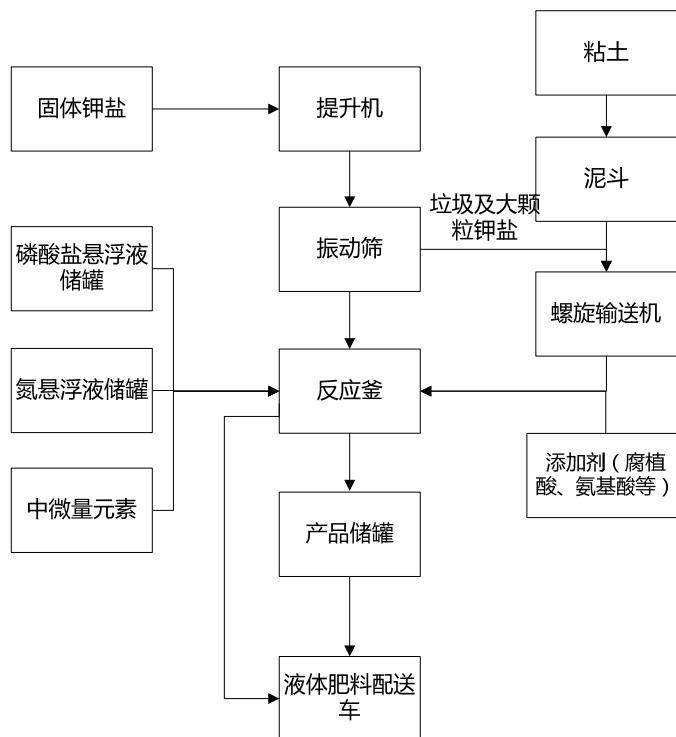 粘土
固体钾盐
提升机
泥斗
垃圾及大颗
粒钾盐
振动筛
磷酸盐悬浮液
储罐
螺旋输送机
氮悬浮液储罐
反应釜
添加剂（腐植
酸、氨基酸等）
中微量元素
产品储罐
液体肥料配送
车